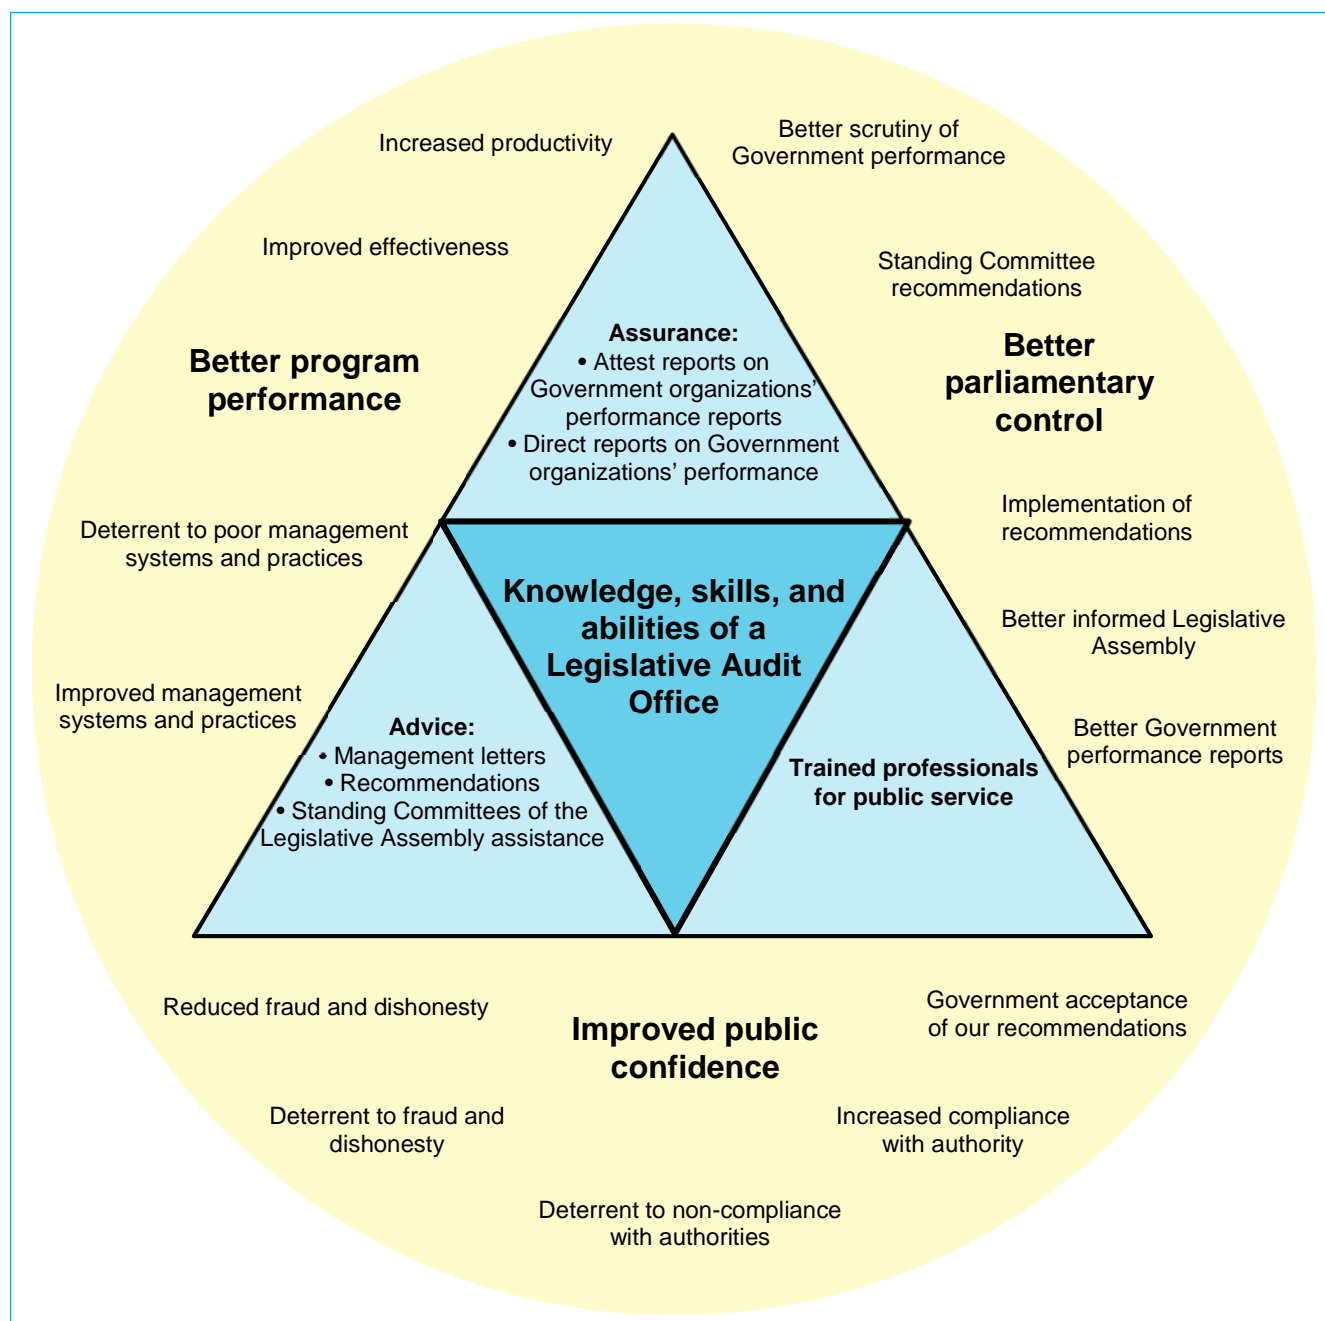 Increased productivity
Better scrutiny of
Government performance
Improved effectiveness
Standing Committee
recommendations
Better program
performance
Better
parliamentary
control
Assurance:
• Attest reports on
Government organizations’
performance reports
• Direct reports on Government
organizations’ performance
Deterrent to poor management
systems and practices
Implementation of
recommendations
Knowledge, skills, and
abilities of a
Legislative Audit
Office
Better informed Legislative
Assembly
Improved management
systems and practices
Advice:
• Management letters
• Recommendations
• Standing Committees of the
Legislative Assembly assistance
Trained professionals
for public service
Better Government
performance reports
Reduced fraud and dishonesty
Improved public
confidence
Government acceptance
of our recommendations
Deterrent to fraud and
dishonesty
Increased compliance
with authority
Deterrent to non-compliance
with authorities